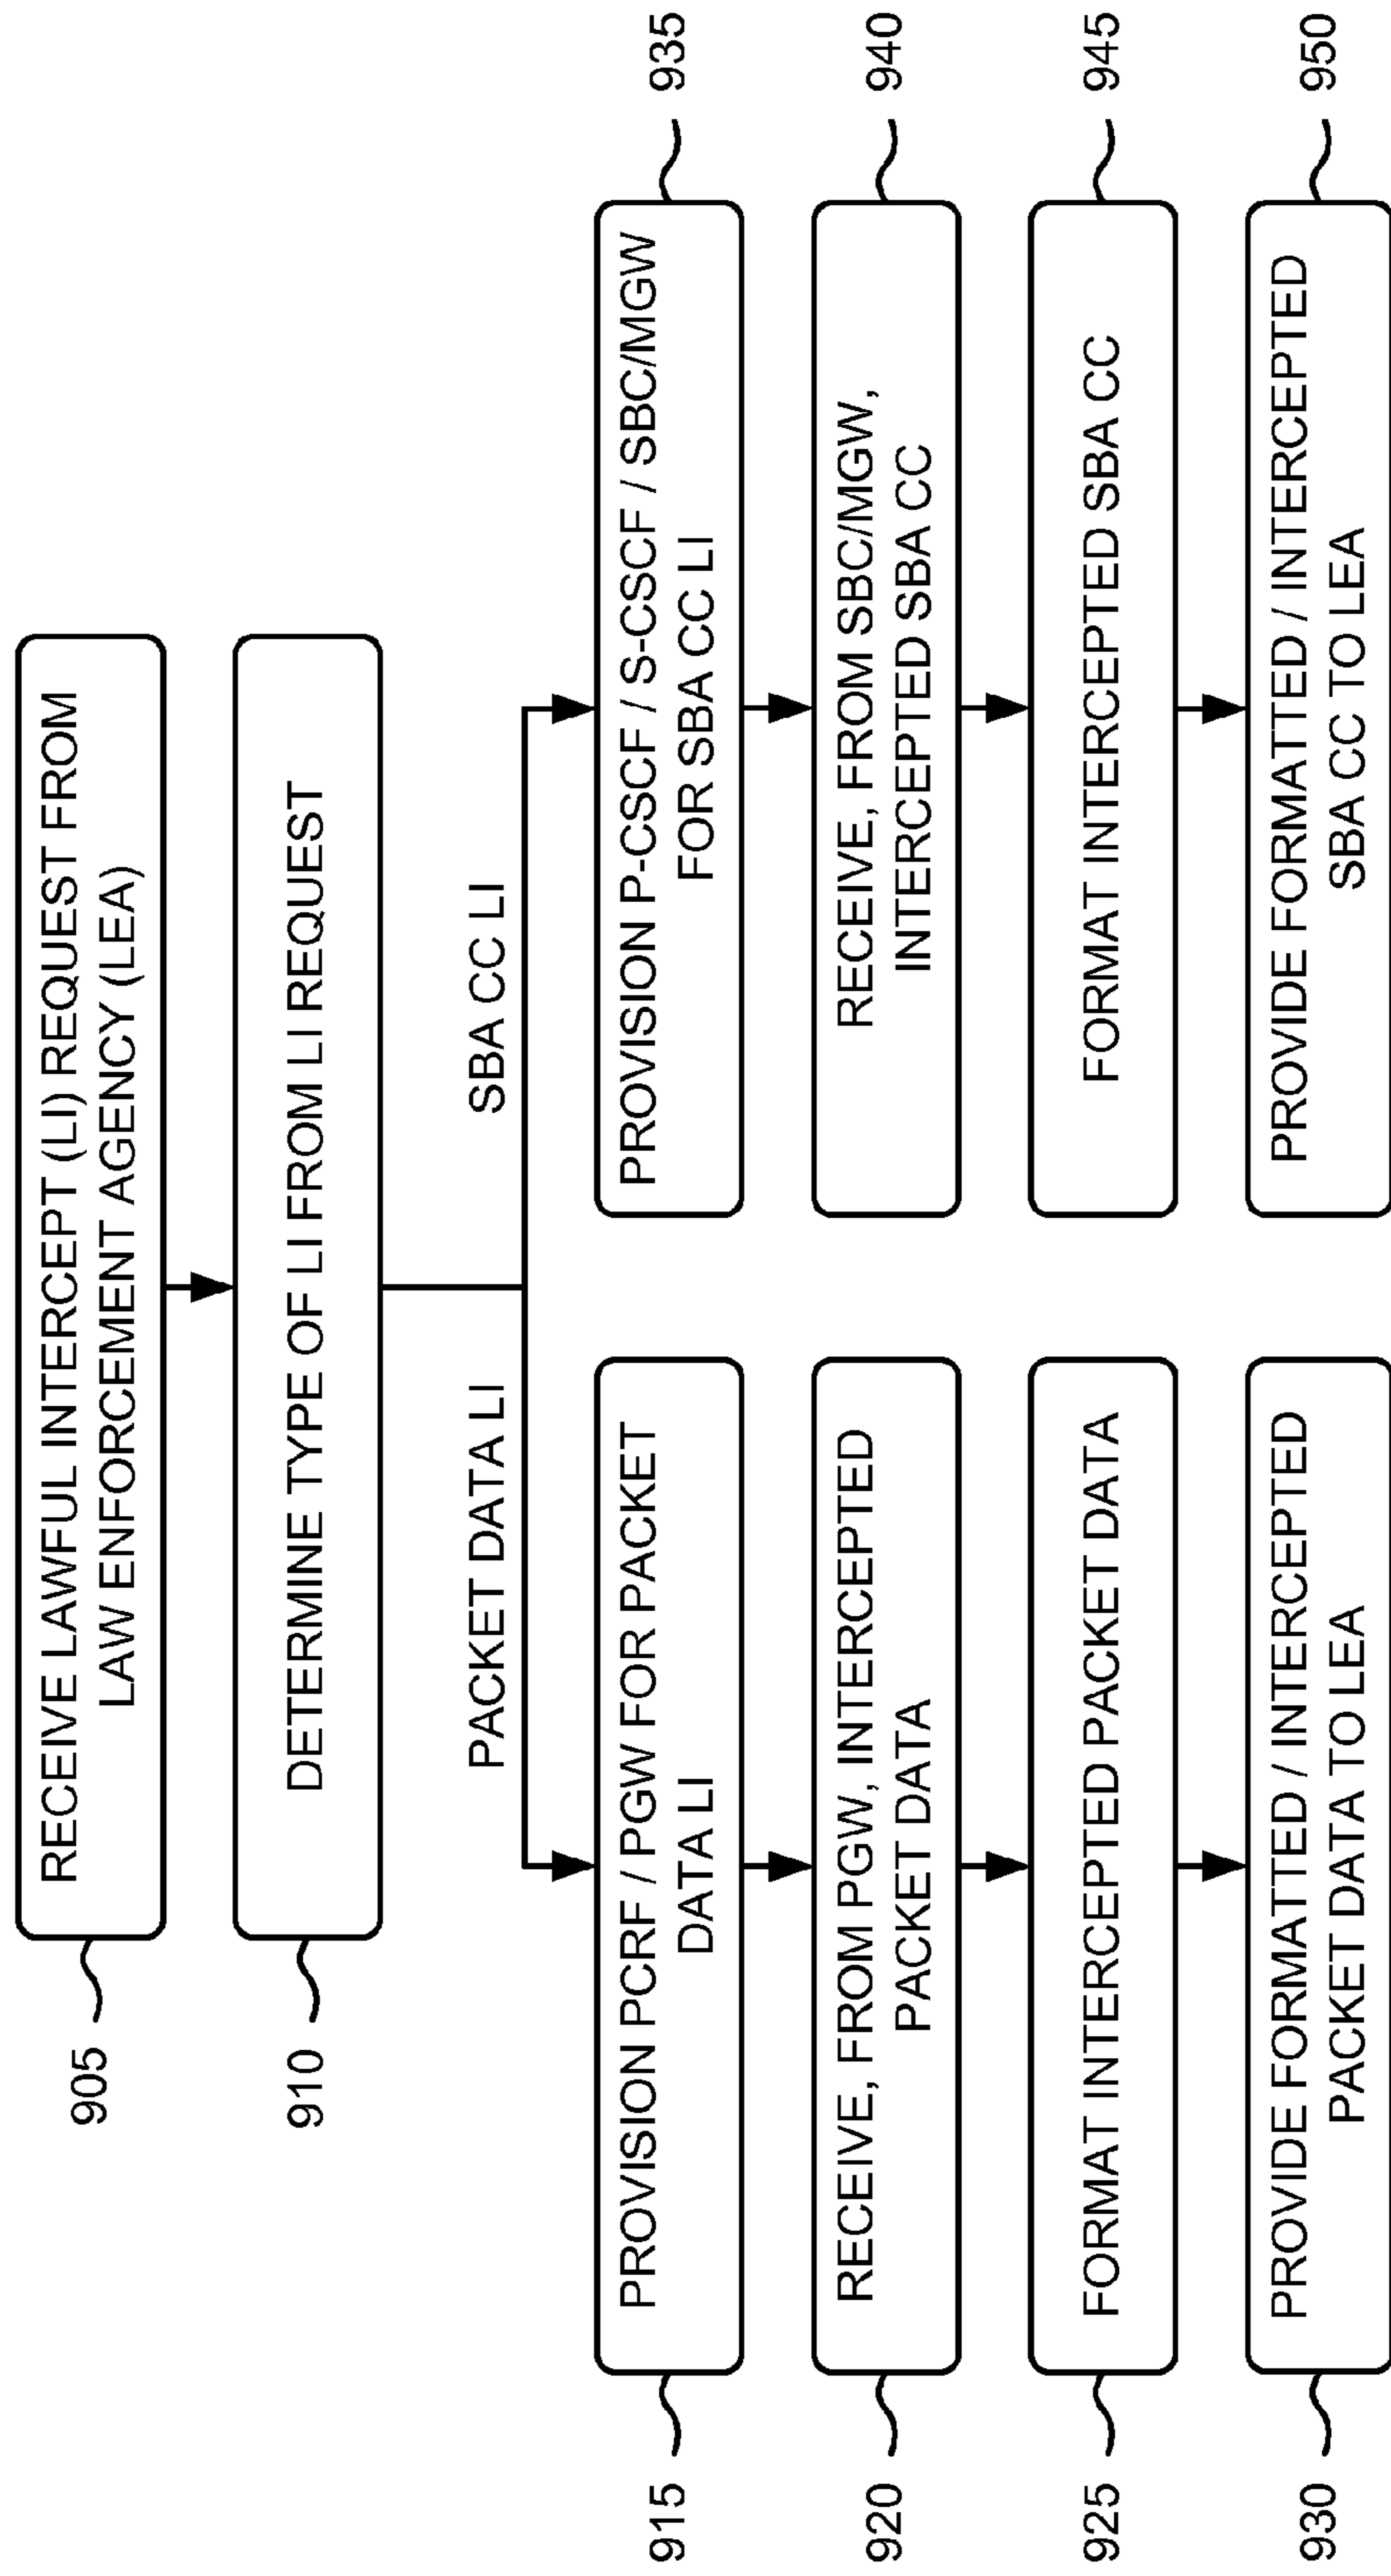 RECEIVE LAWFUL INTERCEPT (LI) REQUEST FROM
LAW ENFORCEMENT AGENCY (LEA)
905
DETERMINE TYPE OF LI FROM LI REQUEST
910
PACKET DATA LI
SBA CC LI
PROVISION PCRF / PGW FOR PACKET
DATA LI
915
RECEIVE, FROM PGW, INTERCEPTED
PACKET DATA
920
FORMAT INTERCEPTED PACKET DATA
925
PROVIDE FORMATTED / INTERCEPTED
PACKET DATA TO LEA
930
PROVISION P-CSCF / S-CSCF / SBC/MGW
FOR SBA CC LI
935
RECEIVE, FROM SBC/MGW,
INTERCEPTED SBA CC
940
FORMAT INTERCEPTED SBA CC
945
PROVIDE FORMATTED / INTERCEPTED
SBA CC TO LEA
950